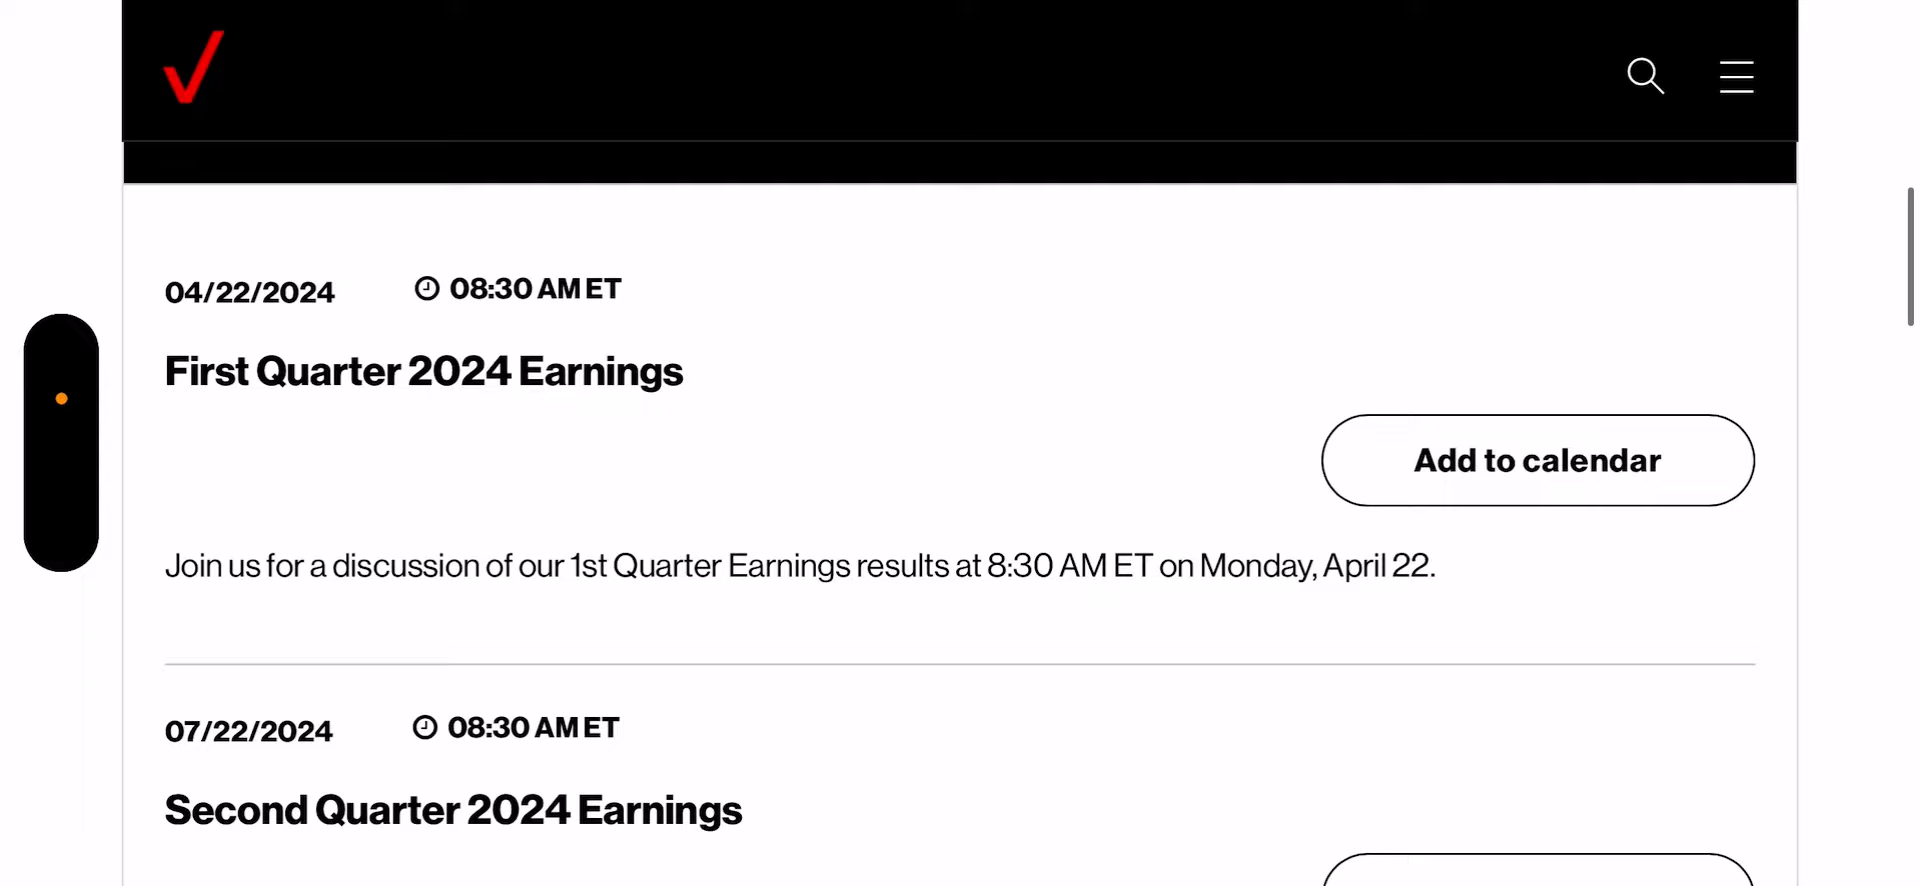 04/22/2024 08:30 AM ET
First Quarter 2024 Earnings
Add to calendar
Join us for a discussion of our 1st Quarter Earnings results at 8:30 AM ET on Monday, April 22.
07/22/2024 08:30 AM ET
Second Quarter 2024 Earnings